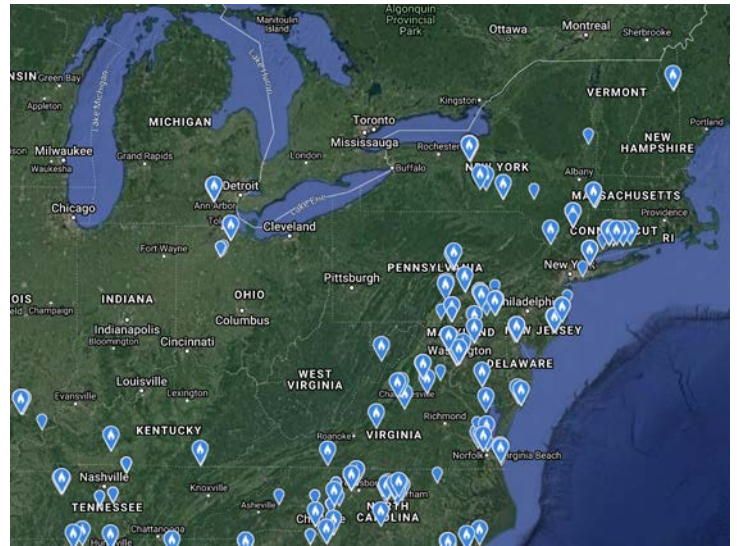 Algonquin
Provincial
Park
Manitoulin
Island
Ottawa
Montreal
Sherbrooke
Green Bay
Appleton
Lake Michigan
Lake Huron
MICHIGAN
Kingston
VERMONT
Portland
Toronto
Mississauga
Rochester
Milwaukee
Waukesha
Grand Rapids
London
Buffalo
NEW YORK
NEW
HAMPSHIRE
Albany
MASSACHUSETTS
Detroit
Ann Arbor
Lake Erie
Chicago
Providence
CONNECTICUT
RI
Cleveland
Fort Wayne
PENNSYLVANIA
New York
Pittsburgh
OHIO
INDIANA
Philadelphia
Champaign
Columbus
Indianapolis
Bloomington
Cincinnati
MARYLAND
NEW JERSEY
Washington
DELAWARE
WEST
VIRGINIA
Louisville
Lexington
Evansville
Charlottesville
Richmond
KENTUCKY
Roanoke
VIRGINIA
Norfolk
Virginia Beach
Nashville
Knoxville
TENNESSEE
Asheville
NORTH
CAROLINA
Chattanooga